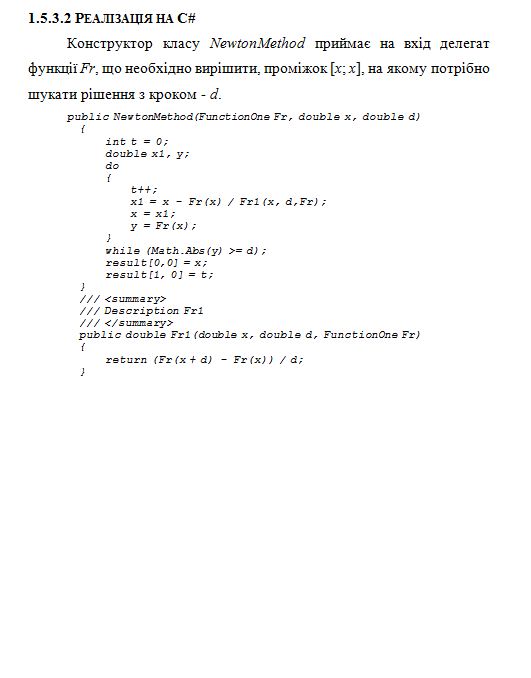 1.5.3.2 РЕАЛІЗАЦІЯ НА C#
Конструктор класу NewtonMethod приймає на вхід делегат
функції Fr, що необхідно вирішити, проміжок [x; x], на якому потрібно
шукати рішення з кроком - d.
public NewtonMethod(FunctionOne Fr, double x, double d)
{
int t = 0;
double x1, y;
do
{
t++;
x1 = x - Fr(x) / Fr1(x, d,Fr);
x = x1;
y = Fr(x);
}
while (Math.Abs(y) >= d);
result[0,0] = x;
result[1, 0] = t;
}
/// <summary>
/// Description Fr1
/// </summary>
public double Fr1(double x, double d, FunctionOne Fr)
{
return (Fr(x + d) - Fr(x)) / d;
}